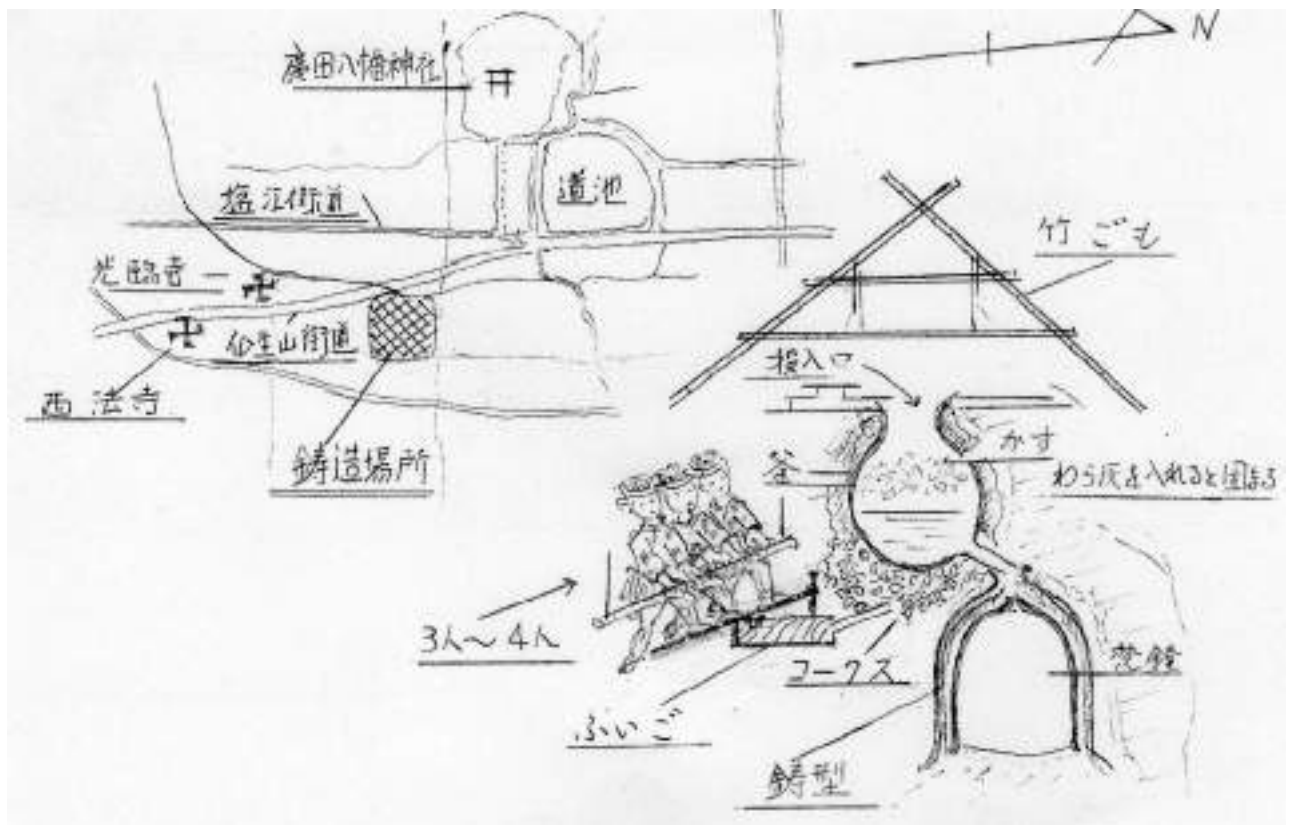 N
廣田八幡神社
道池
塩江街道
光臨寺
仏生山街道
西法寺
鋳造場所
竹ごも
投入口
かす
釜
わら灰を入れると固まる
3人～4人
コークス
梵鐘
ふいご
鋳型